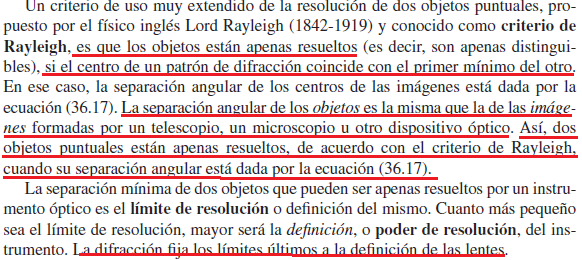 Un criterio de uso muy extendido de la resolución de dos objetos puntuales, pro-
puesto por el físico inglés Lord Rayleigh (1842-1919) y conocido como criterio de
Rayleigh, es que los objetos están apenas resueltos (es decir, son apenas distingui-
bles), si el centro de un patrón de difracción coincide con el primer mínimo del otro.
En ese caso, la separación angular de los centros de las imágenes está dada por la
ecuación (36.17). La separación angular de los objetos es la misma que la de las imáge-
nes formadas por un telescopio, un microscopio u otro dispositivo óptico. Así, dos
objetos puntuales están apenas resueltos, de acuerdo con el criterio de Rayleigh,
cuando su separación angular está dada por la ecuación (36.17).
La separación mínima de dos objetos que pueden ser apenas resueltos por un instru-
mento óptico es el límite de resolución o definición del mismo. Cuanto más pequeño
sea el límite de resolución, mayor será la definición, o poder de resolución, del ins-
trumento. La difracción fija los límites últimos a la definición de las lentes.